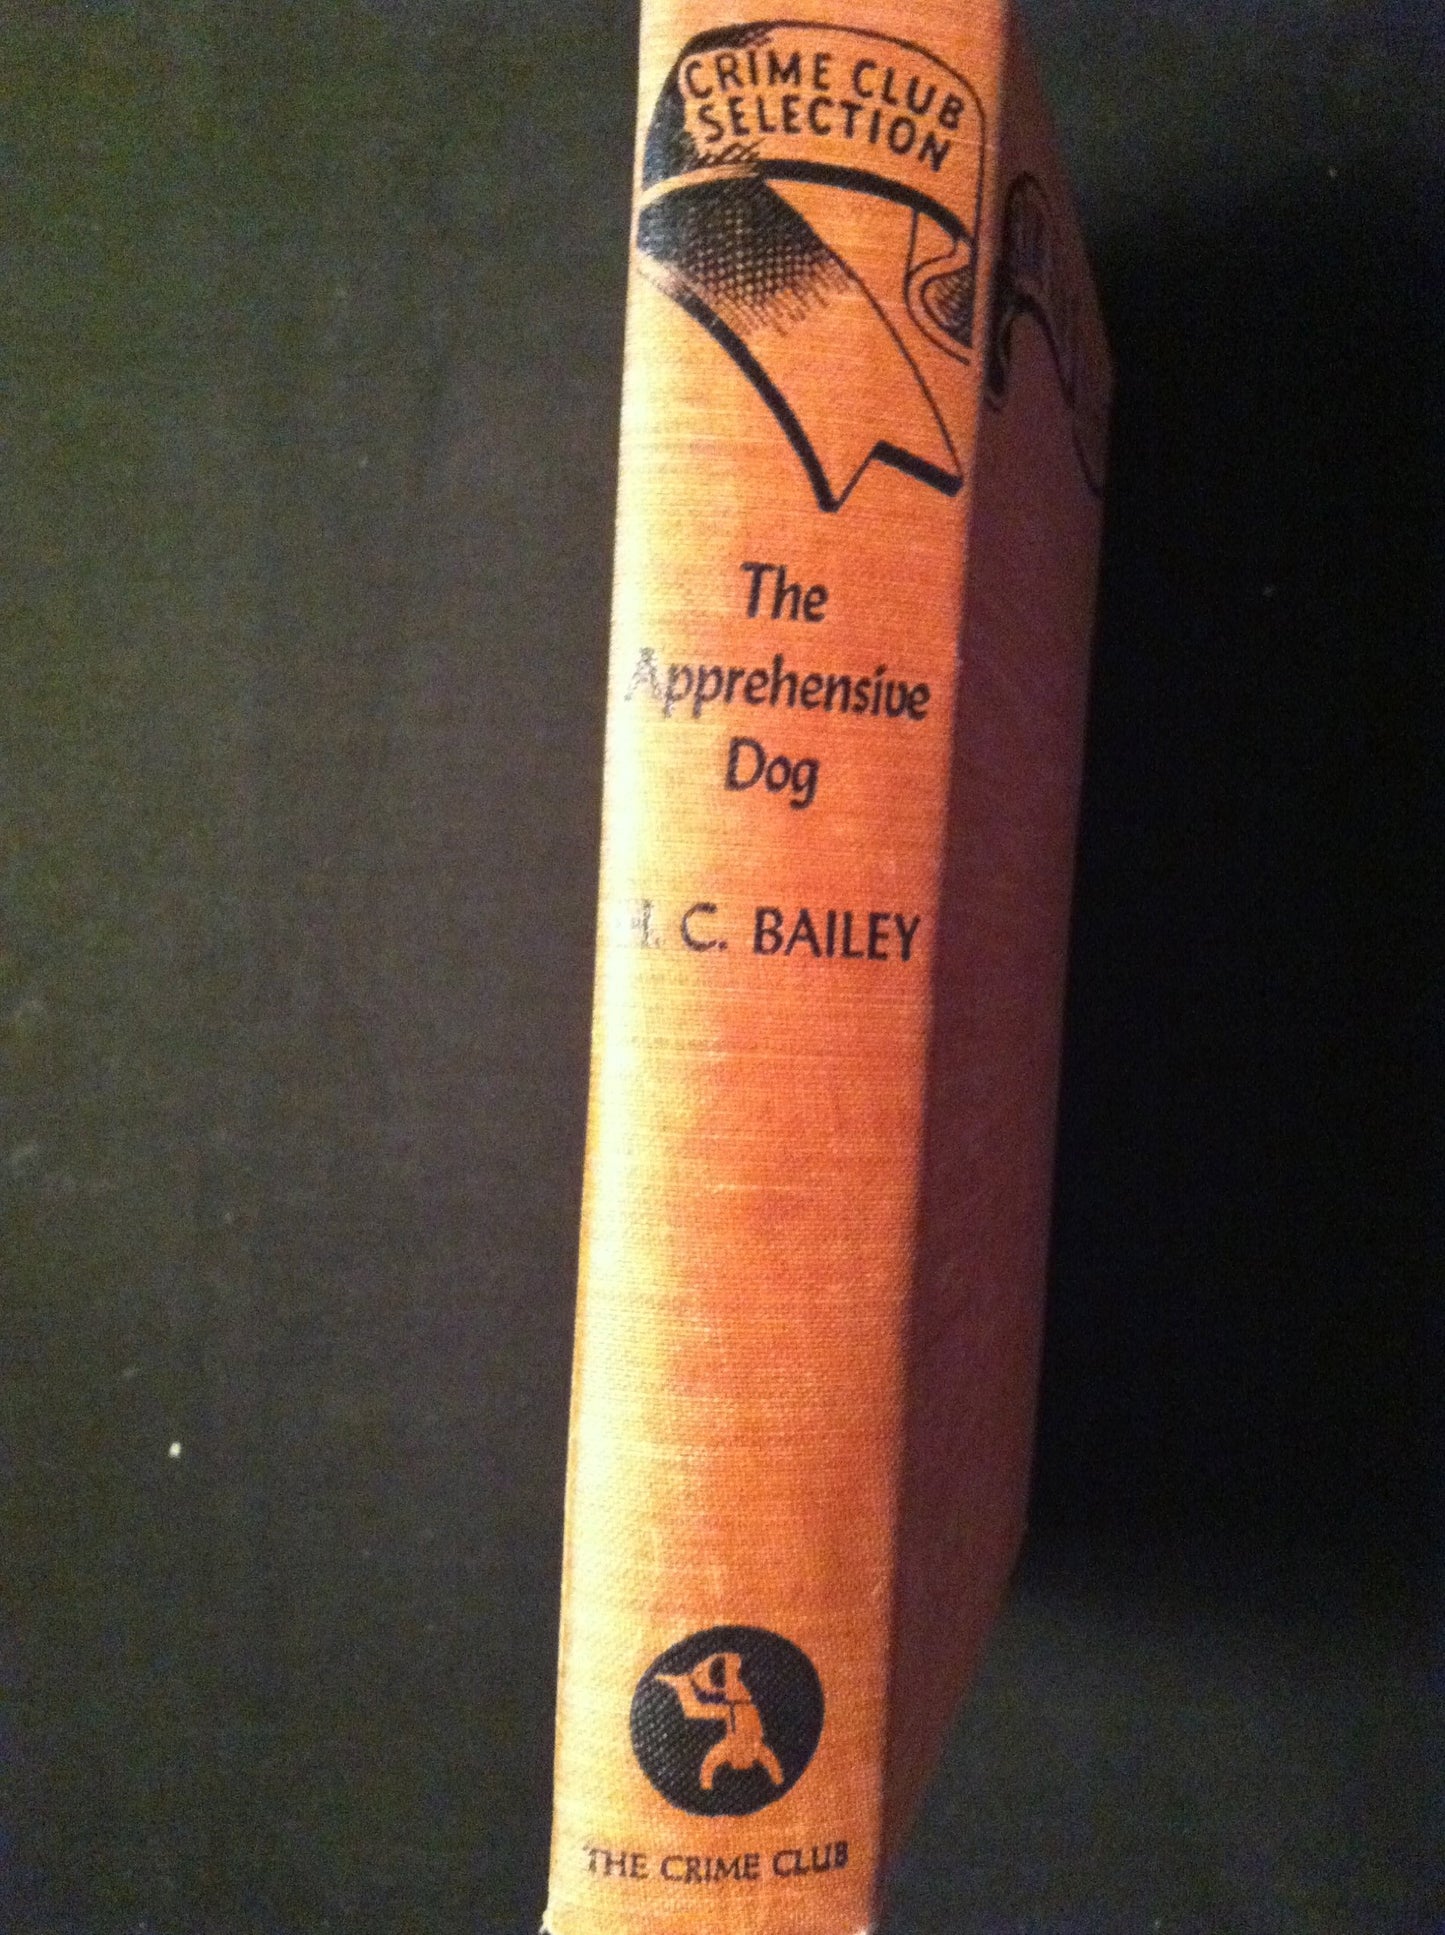 CRIME CLUB
SELECTION
The
Apprehensive
Dog
H. C. BAILEY
THE CRIME CLUB